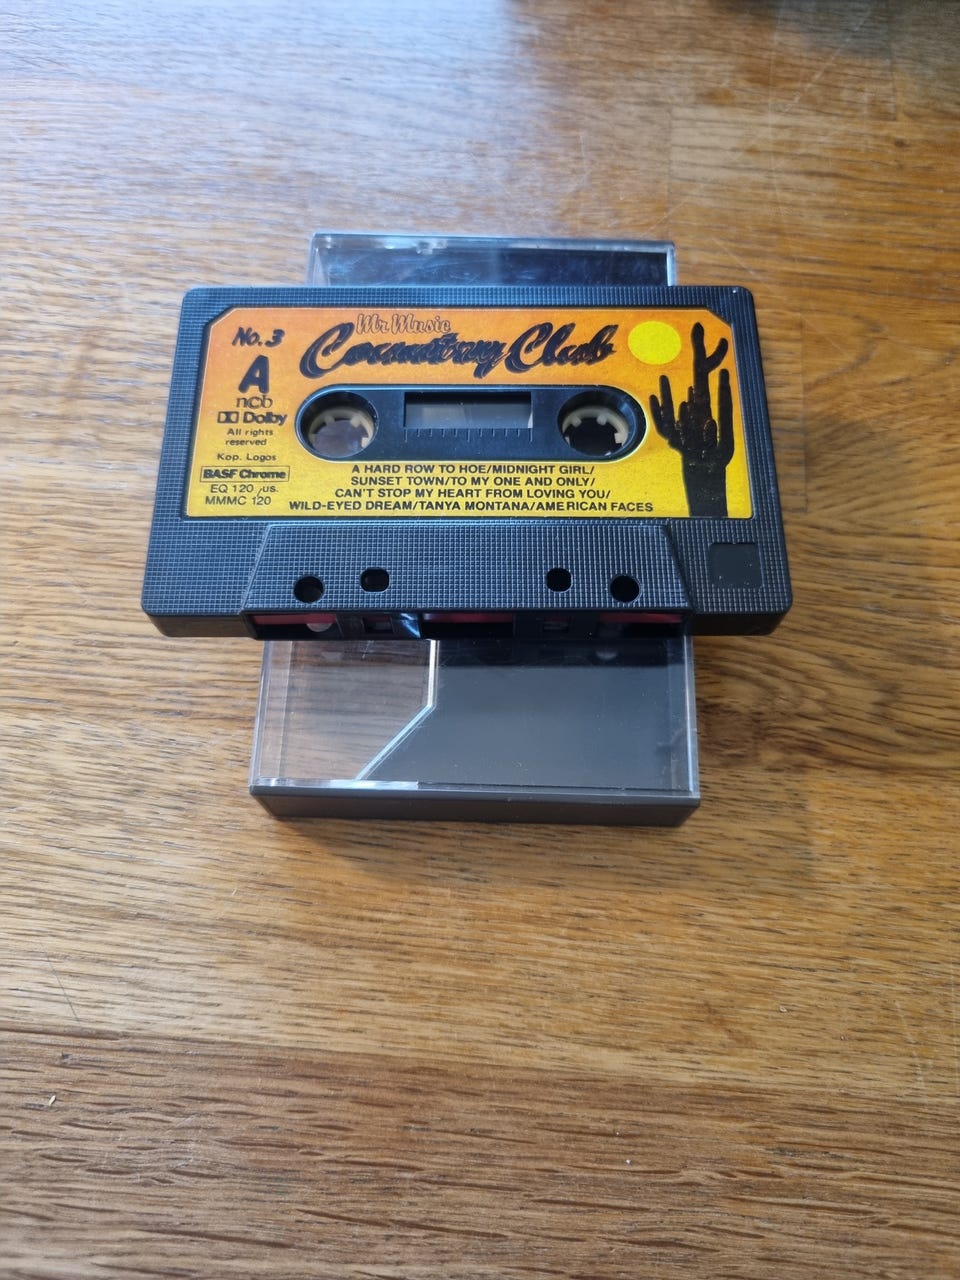 Mr Music
Country Club
No. 3
A
ncb
Dolby
All rights
reserved
Kop. Logos
BASF Chrome
EQ 120 µs.
MMMC 120
A HARD ROW TO HOE/MIDNIGHT GIRL/
SUNSET TOWN/TO MY ONE AND ONLY/
CAN'T STOP MY HEART FROM LOVING YOU/
WILD-EYED DREAM/TANYA MONTANA/AMERICAN FACES